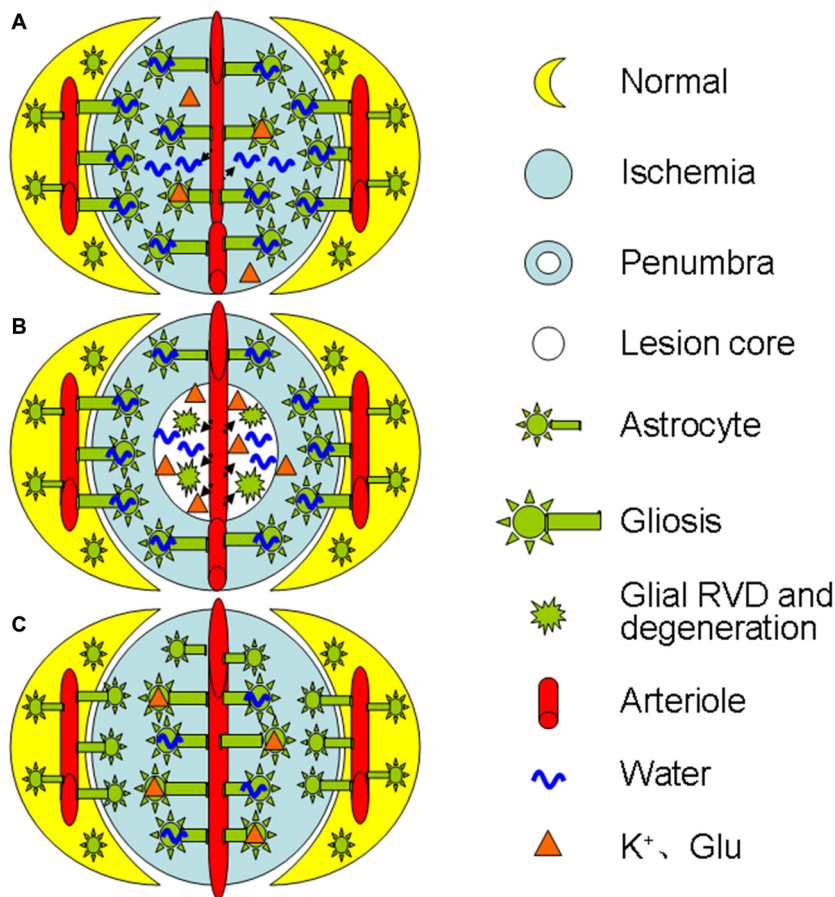 A
B
C
Normal
Ischemia
Penumbra
Lesion core
Astrocyte
Gliosis
Glial RVD and
degeneration
Arteriole
Water
K⁺、Glu